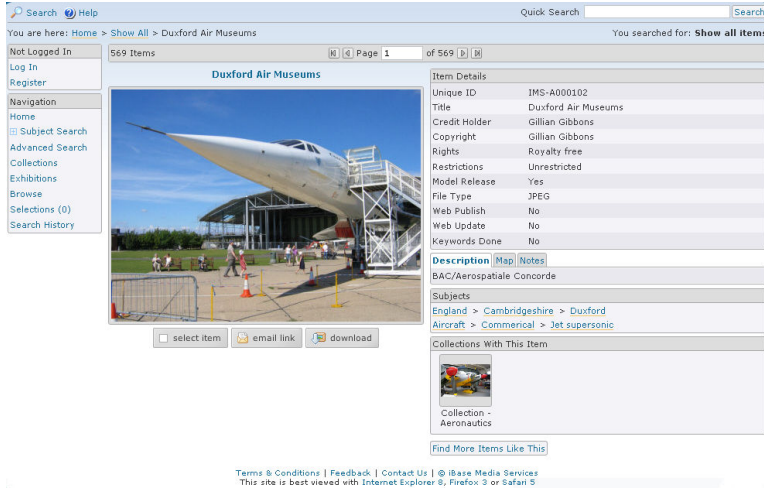 Search Help Quick Search Search
You are here: Home > Show All > Duxford Air Museums You searched for: Show all items
Not Logged In
Log In
Register
Navigation
Home
Subject Search
Advanced Search
Collections
Exhibitions
Browse
Selections (0)
Search History
569 Items Page 1 of 569
Duxford Air Museums
select item email link download
Item Details
Unique ID IMS-A000102
Title Duxford Air Museums
Credit Holder Gillian Gibbons
Copyright Gillian Gibbons
Rights Royalty free
Restrictions Unrestricted
Model Release Yes
File Type JPEG
Web Publish No
Web Update No
Keywords Done No
Description Map Notes
BAC/Aerospatiale Concorde
Subjects
England > Cambridgeshire > Duxford
Aircraft > Commerical > Jet supersonic
Collections With This Item
Collection -
Aeronautics
Find More Items Like This
Terms & Conditions | Feedback | Contact Us | © iBase Media Services
This site is best viewed with Internet Explorer 8, Firefox 3 or Safari 5